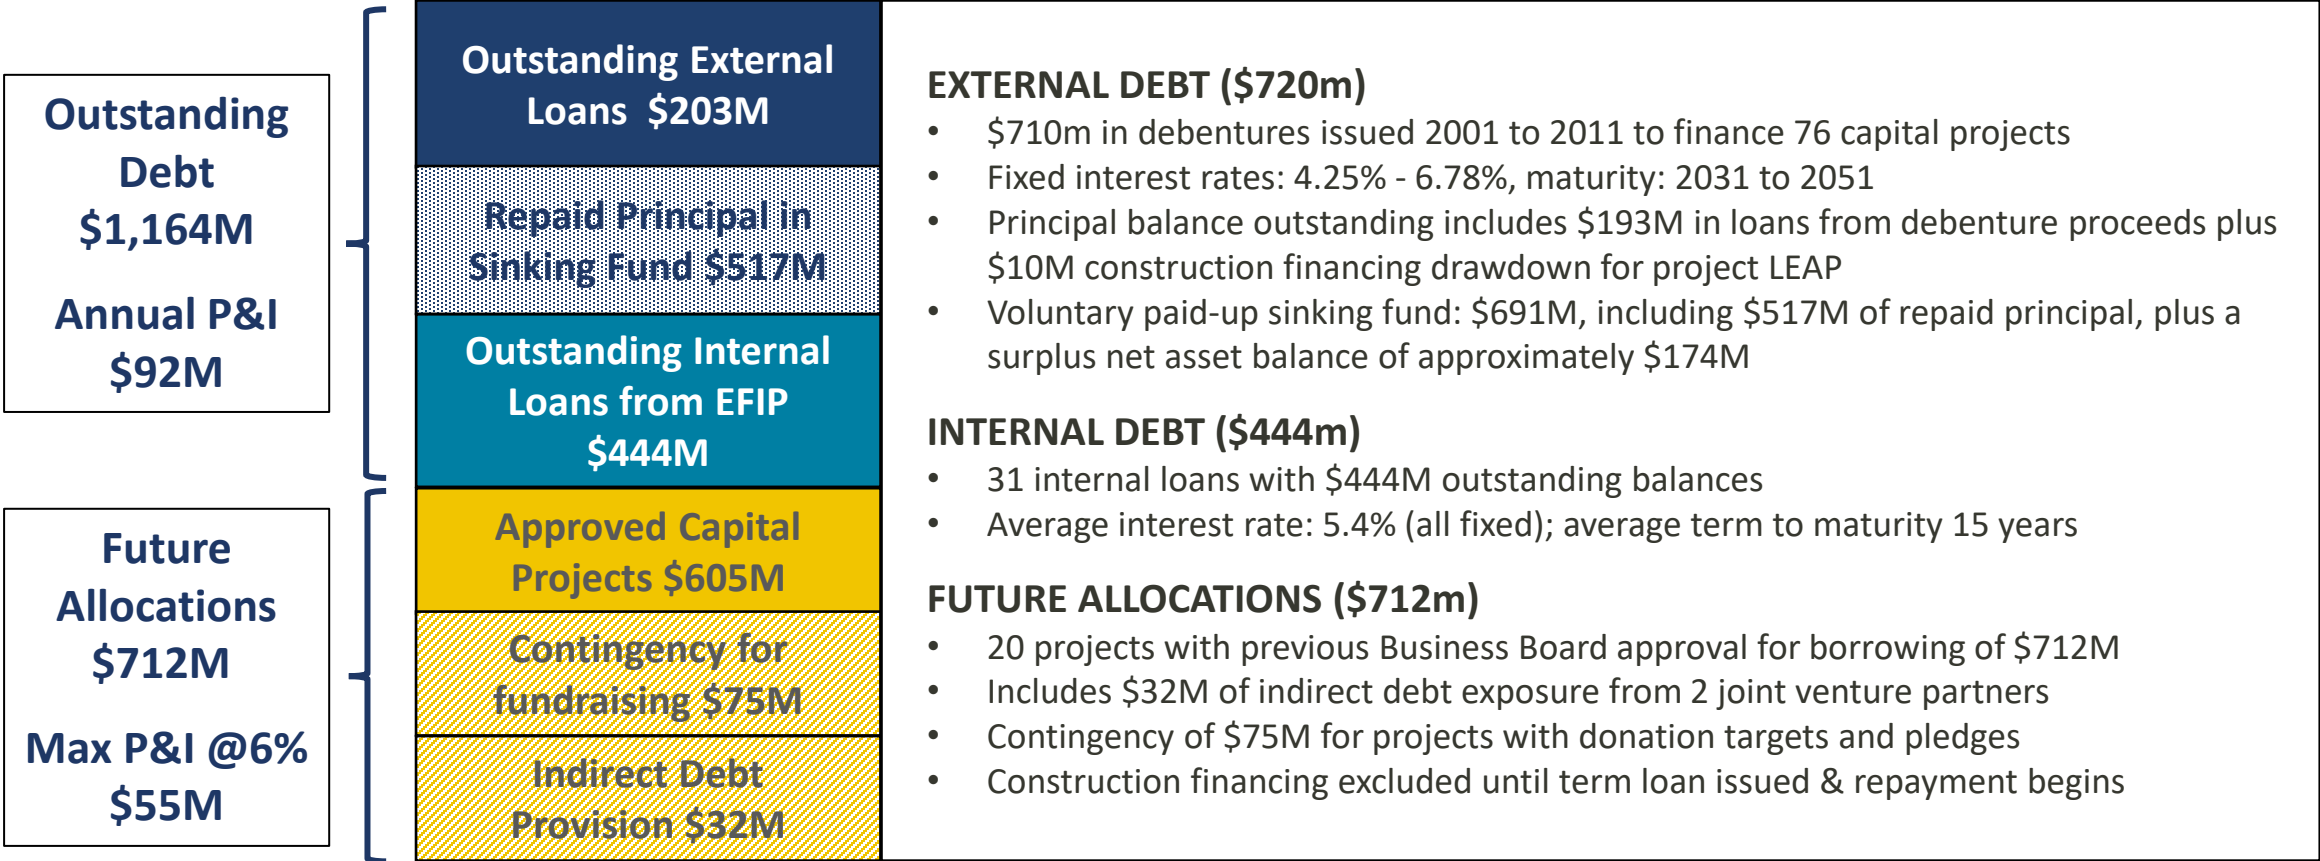 Outstanding
Debt
$1,164M
Annual P&I
$92M
Future
Allocations
$712M
Max P&I @6%
$55M
Outstanding External
Loans  $203M
Repaid Principal in
Sinking Fund $517M
Outstanding Internal
Loans from EFIP
$444M
Approved Capital
Projects $605M
Contingency for
fundraising $75M
Indirect Debt
Provision $32M
EXTERNAL DEBT ($720m)
• $710m in debentures issued 2001 to 2011 to finance 76 capital projects
• Fixed interest rates: 4.25% - 6.78%, maturity: 2031 to 2051
• Principal balance outstanding includes $193M in loans from debenture proceeds plus
$10M construction financing drawdown for project LEAP
• Voluntary paid-up sinking fund: $691M, including $517M of repaid principal, plus a
surplus net asset balance of approximately $174M
INTERNAL DEBT ($444m)
• 31 internal loans with $444M outstanding balances
• Average interest rate: 5.4% (all fixed); average term to maturity 15 years
FUTURE ALLOCATIONS ($712m)
• 20 projects with previous Business Board approval for borrowing of $712M
• Includes $32M of indirect debt exposure from 2 joint venture partners
• Contingency of $75M for projects with donation targets and pledges
• Construction financing excluded until term loan issued & repayment begins